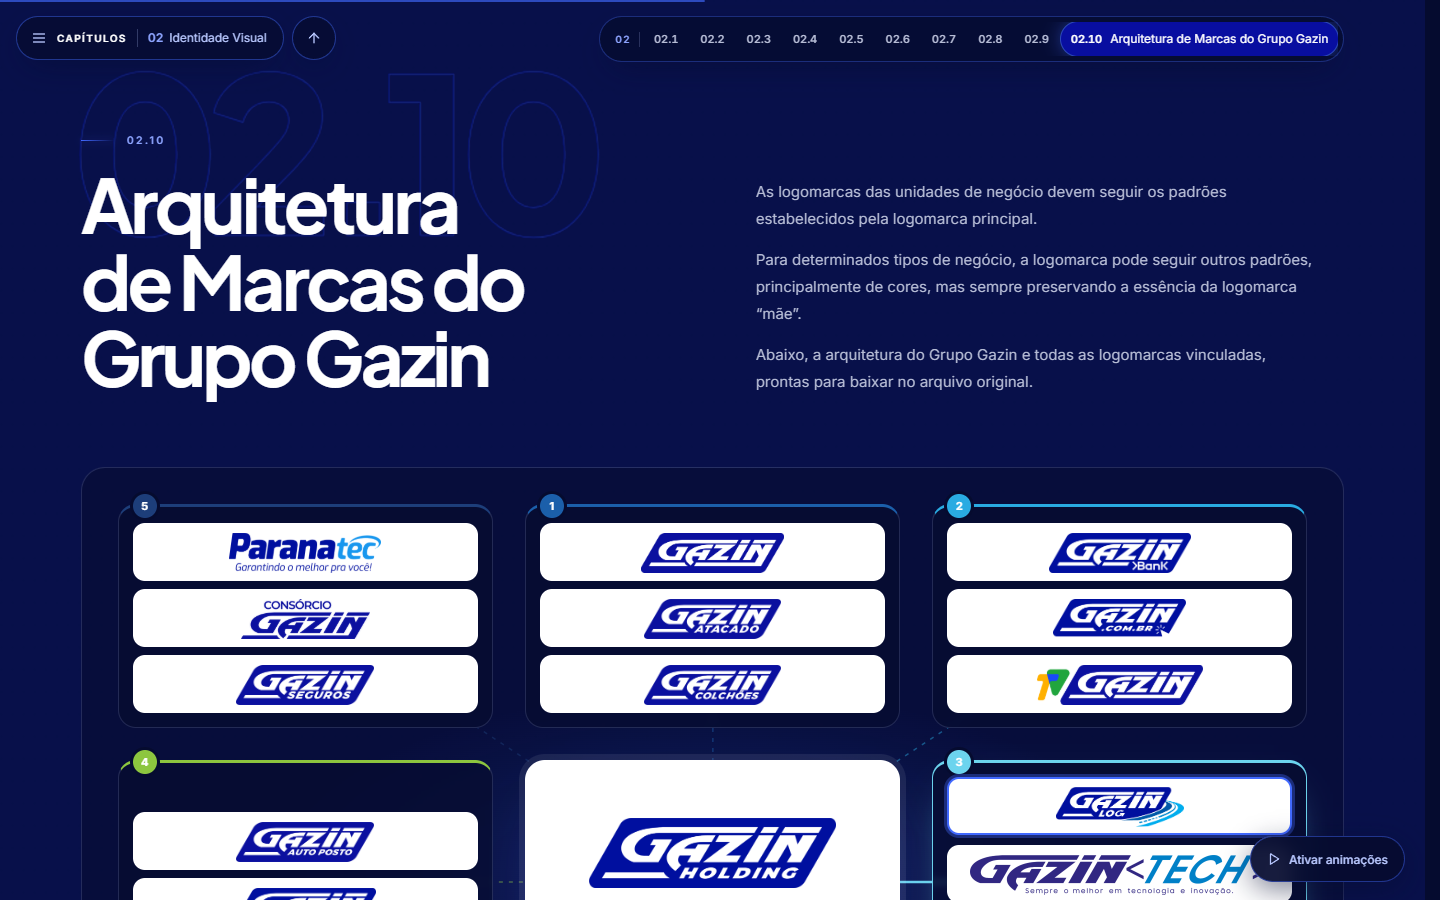 CAPÍTULOS 02 Identidade Visual
02 02.1 02.2 02.3 02.4 02.5 02.6 02.7 02.8 02.9 02.10 Arquitetura de Marcas do Grupo Gazin
02.10
02.10
Arquitetura
de Marcas do
Grupo Gazin
As logomarcas das unidades de negócio devem seguir os padrões
estabelecidos pela logomarca principal.
Para determinados tipos de negócio, a logomarca pode seguir outros padrões,
principalmente de cores, mas sempre preservando a essência da logomarca
“mãe”.
Abaixo, a arquitetura do Grupo Gazin e todas as logomarcas vinculadas,
prontas para baixar no arquivo original.
5
Paranatec
Garantindo o melhor pra você!
CONSÓRCIO
GAZIN
GAZIN
SEGUROS
1
GAZIN
GAZIN
ATACADO
GAZIN
COLCHÕES
2
GAZIN
BanK
GAZIN
.COM.BR
TV GAZIN
4
GAZIN
AUTO POSTO
GAZIN
HOLDING
3
GAZIN
LOG
GAZIN<TECH
Sempre o melhor em tecnologia e inovação.
Ativar animações